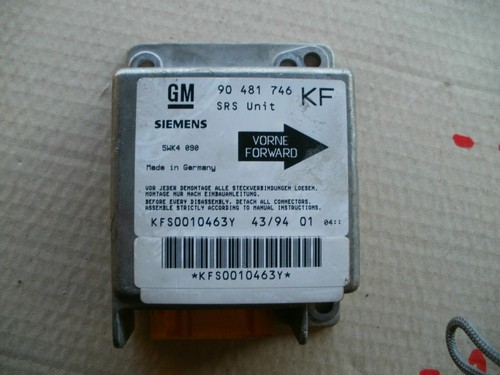 GM 90 481 746 KF
SRS Unit
SIEMENS
5WK4 090
VORNE
FORWARD
Made in Germany
VOR JEDER DEMONTAGE ALLE STECKVERBINDUNGEN LOESEN.
MONTAGE NUR NACH EINBAUANLEITUNG.
BEFORE EVERY DISASSEMBLY, DETACH ALL CONNECTORS.
ASSEMBLE STRICTLY ACCORDING TO MANUAL INSTRUCTIONS.
KFS0010463Y 43/94 01
*KFS0010463Y*